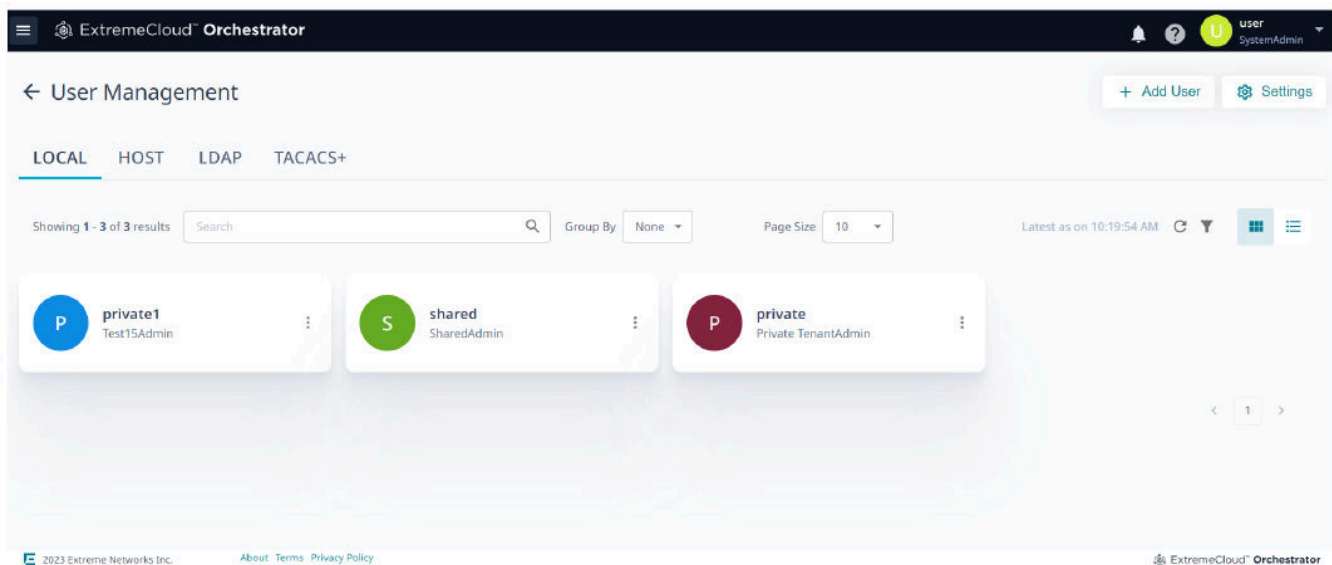 ExtremeCloud™ Orchestrator
U
user
SystemAdmin
User Management
+ Add User
Settings
LOCAL HOST LDAP TACACS+
Showing 1 - 3 of 3 results
Search
Group By None
Page Size 10
Latest as on 10:19:54 AM
P
private1
Test15Admin
S
shared
SharedAdmin
P
private
Private TenantAdmin
< 1 >
2023 Extreme Networks Inc.
About Terms Privacy Policy
ExtremeCloud™ Orchestrator